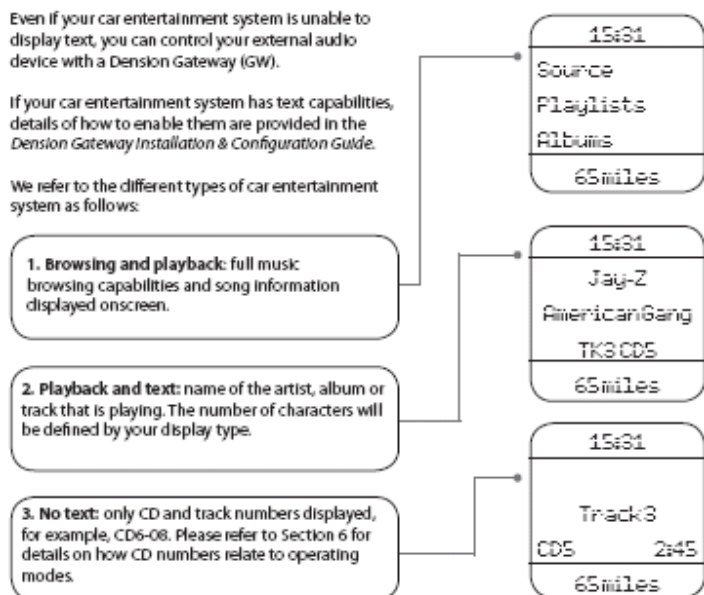 Even if your car entertainment system is unable to
display text, you can control your external audio
device with a Dension Gateway (GW).
If your car entertainment system has text capabilities,
details of how to enable them are provided in the
Dension Gateway Installation & Configuration Guide.
We refer to the different types of car entertainment
system as follows:
1. Browsing and playback: full music
browsing capabilities and song information
displayed onscreen.
2. Playback and text: name of the artist, album or
track that is playing. The number of characters will
be defined by your display type.
3. No text: only CD and track numbers displayed,
for example, CD6-08. Please refer to Section 6 for
details on how CD numbers relate to operating
modes.
15:31
Source
Playlists
Albums
65miles
15:31
Jay-Z
AmericanGang
TK3 CD5
65miles
15:31
Track3
CD5 2:45
65miles